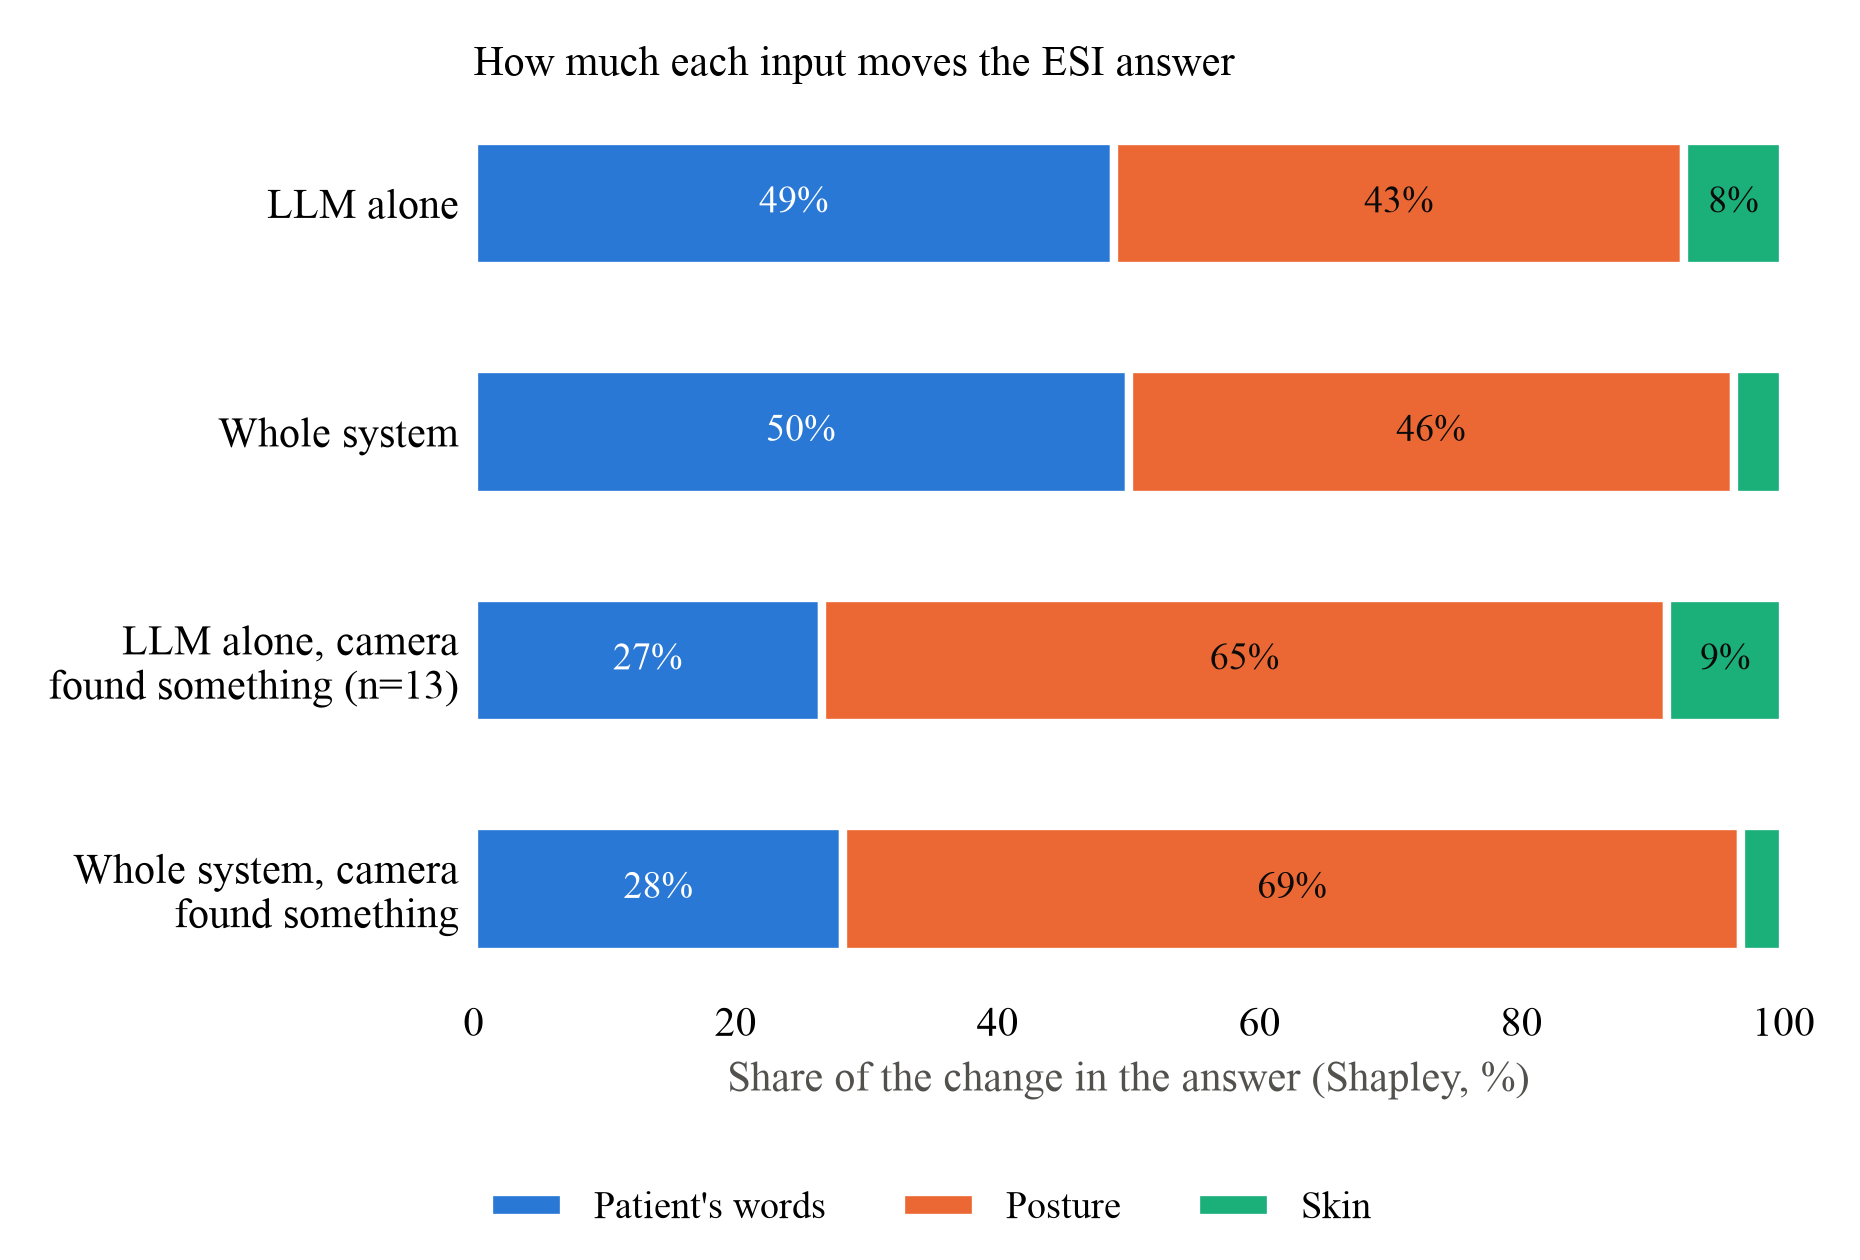 How much each input moves the ESI answer
LLM alone
49%
43%
8%
Whole system
50%
46%
LLM alone, camera
found something (n=13)
27%
65%
9%
Whole system, camera
found something
28%
69%
0
20
40
60
80
100
Share of the change in the answer (Shapley, %)
Patient's words
Posture
Skin